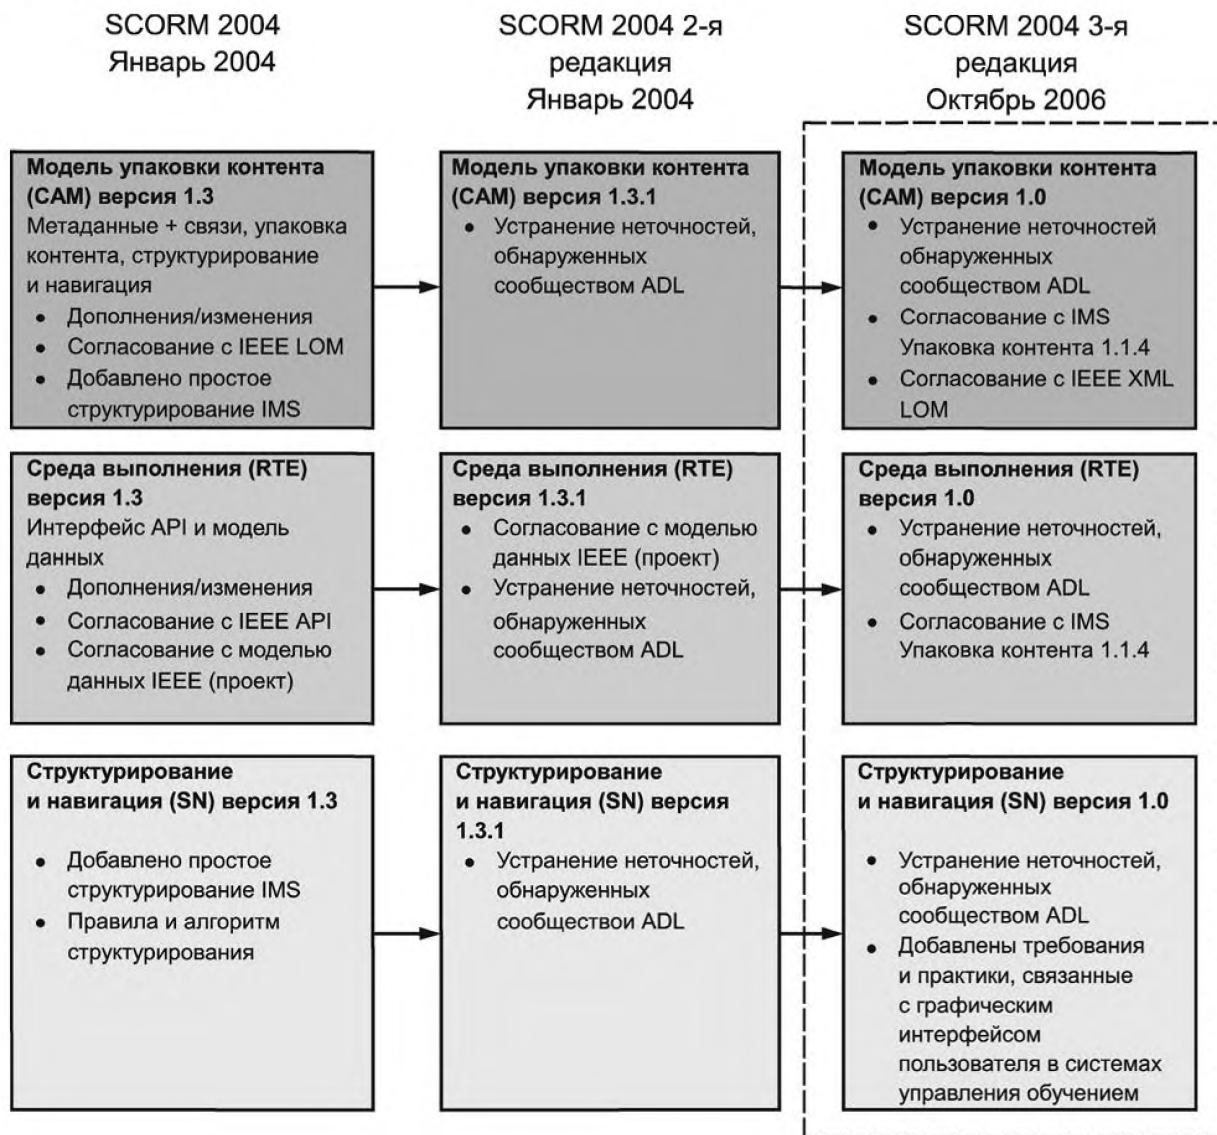 SCORM 2004
Январь 2004
SCORM 2004 2-я
редакция
Январь 2004
SCORM 2004 3-я
редакция
Октябрь 2006
Модель упаковки контента
(CAM) версия 1.3
Метаданные + связи, упаковка
контента, структурирование
и навигация
• Дополнения/изменения
• Согласование с IEEE LOM
• Добавлено простое
структурирование IMS
Модель упаковки контента
(CAM) версия 1.3.1
• Устранение неточностей,
обнаруженных
сообществом ADL
Модель упаковки контента
(CAM) версия 1.0
• Устранение неточностей
обнаруженных
сообществом ADL
• Согласование с IMS
Упаковка контента 1.1.4
• Согласование с IEEE XML
LOM
Среда выполнения (RTE)
версия 1.3
Интерфейс API и модель
данных
• Дополнения/изменения
• Согласование с IEEE API
• Согласование с моделью
данных IEEE (проект)
Среда выполнения (RTE)
версия 1.3.1
• Согласование с моделью
данных IEEE (проект)
• Устранение неточностей,
обнаруженных
сообществом ADL
Среда выполнения (RTE)
версия 1.0
• Устранение неточностей,
обнаруженных
сообществом ADL
• Согласование с IMS
Упаковка контента 1.1.4
Структурирование
и навигация (SN) версия 1.3
• Добавлено простое
структурирование IMS
• Правила и алгоритм
структурирования
Структурирование
и навигация (SN) версия
1.3.1
• Устранение неточностей,
обнаруженных
сообществои ADL
Структурирование
и навигация (SN) версия 1.0
• Устранение неточностей,
обнаруженных
сообществом ADL
• Добавлены требования
и практики, связанные
с графическим
интерфейсом
пользователя в системах
управления обучением